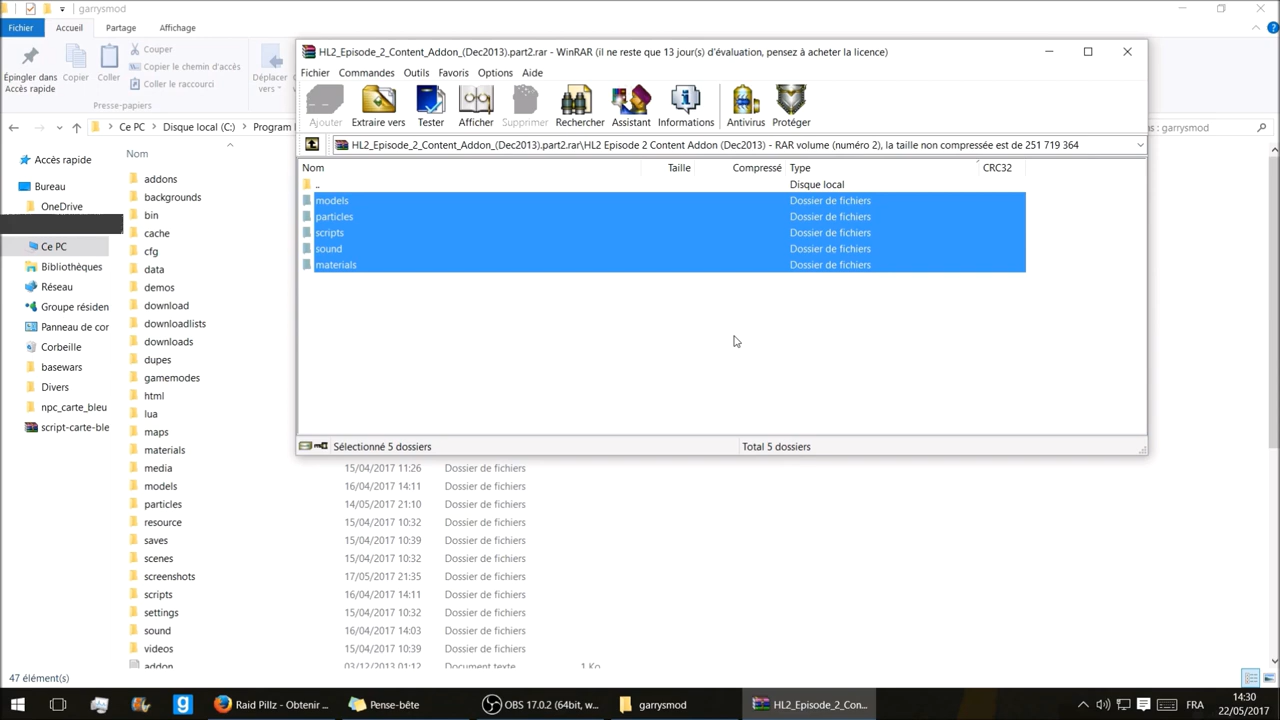 garrysmod
Fichier Accueil Partage Affichage
Épingler dans Accès rapide
Copier
Coller
Couper
Copier le chemin d'accès
Coller le raccourci
Déplacer vers
Presse-papiers
Ce PC > Disque local (C:) > Program
: garrysmod
HL2_Episode_2_Content_Addon_(Dec2013).part2.rar - WinRAR (il ne reste que 13 jour(s) d'évaluation, pensez à acheter la licence)
Fichier Commandes Outils Favoris Options Aide
Ajouter Extraire vers Tester Afficher Supprimer Rechercher Assistant Informations Antivirus Protéger
HL2_Episode_2_Content_Addon_(Dec2013).part2.rar\HL2 Episode 2 Content Addon (Dec2013) - RAR volume (numéro 2), la taille non compressée est de 251 719 364
Nom Taille Compressé Type CRC32
.. Disque local
models Dossier de fichiers
particles Dossier de fichiers
scripts Dossier de fichiers
sound Dossier de fichiers
materials Dossier de fichiers
Sélectionné 5 dossiers Total 5 dossiers
Accès rapide
Bureau
OneDrive
Ce PC
Bibliothèques
Réseau
Groupe résiden
Panneau de cor
Corbeille
basewars
Divers
npc_carte_bleu
script-carte-ble
Nom
addons
backgrounds
bin
cache
cfg
data
demos
download
downloadlists
downloads
dupes
gamemodes
html
lua
maps
materials
media 15/04/2017 11:26 Dossier de fichiers
models 16/04/2017 14:11 Dossier de fichiers
particles 14/05/2017 21:10 Dossier de fichiers
resource 15/04/2017 10:32 Dossier de fichiers
saves 15/04/2017 10:39 Dossier de fichiers
scenes 15/04/2017 10:32 Dossier de fichiers
screenshots 17/05/2017 21:35 Dossier de fichiers
scripts 16/04/2017 14:11 Dossier de fichiers
settings 15/04/2017 10:32 Dossier de fichiers
sound 16/04/2017 14:03 Dossier de fichiers
videos 15/04/2017 10:39 Dossier de fichiers
addon 03/12/2013 01:12 Document texte 1 Ko
47 élément(s)
Raid Pillz - Obtenir ...
Pense-bête
OBS 17.0.2 (64bit, w...
garrysmod
HL2_Episode_2_Con...
FRA
14:30
22/05/2017